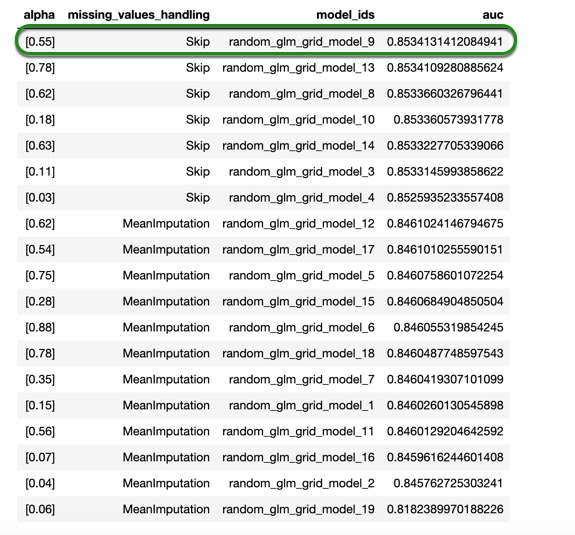 alpha missing_values_handling model_ids auc
[0.55] Skip random_glm_grid_model_9 0.8534131412084941
[0.78] Skip random_glm_grid_model_13 0.8534109280885624
[0.62] Skip random_glm_grid_model_8 0.8533660326796441
[0.18] Skip random_glm_grid_model_10 0.853360573931778
[0.63] Skip random_glm_grid_model_14 0.8533227705339066
[0.11] Skip random_glm_grid_model_3 0.8533145993858622
[0.03] Skip random_glm_grid_model_4 0.8525935233557408
[0.62] MeanImputation random_glm_grid_model_12 0.8461024146794675
[0.54] MeanImputation random_glm_grid_model_17 0.8461010255590151
[0.75] MeanImputation random_glm_grid_model_5 0.8460758601072254
[0.28] MeanImputation random_glm_grid_model_15 0.8460684904850504
[0.88] MeanImputation random_glm_grid_model_6 0.846055319854245
[0.78] MeanImputation random_glm_grid_model_18 0.8460487748597543
[0.35] MeanImputation random_glm_grid_model_7 0.8460419307101099
[0.15] MeanImputation random_glm_grid_model_1 0.8460260130545898
[0.56] MeanImputation random_glm_grid_model_11 0.8460129204642592
[0.07] MeanImputation random_glm_grid_model_16 0.8459616244601408
[0.04] MeanImputation random_glm_grid_model_2 0.845762725303241
[0.06] MeanImputation random_glm_grid_model_19 0.8182389970188226